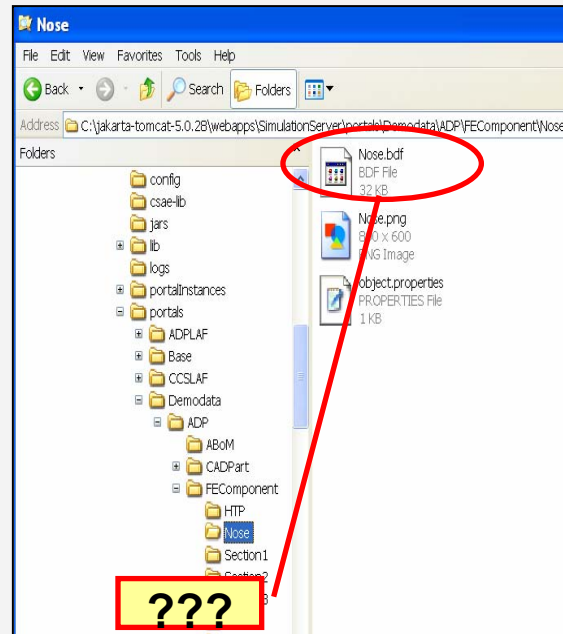 Nose
File Edit View Favorites Tools Help
Back Search Folders
Address C:\jakarta-tomcat-5.0.28\webapps\SimulationServer\portals\Demodata\ADP\FEComponent\Nose
Folders
config
csae-lib
jars
lib
logs
portalInstances
portals
ADPLAF
Base
CCSLAF
Demodata
ADP
ABoM
CADPart
FEComponent
HTP
Nose
Section1
Section2
???
Nose.bdf
BDF File
32 KB
Nose.png
800 x 600
PNG Image
object.properties
PROPERTIES File
1 KB